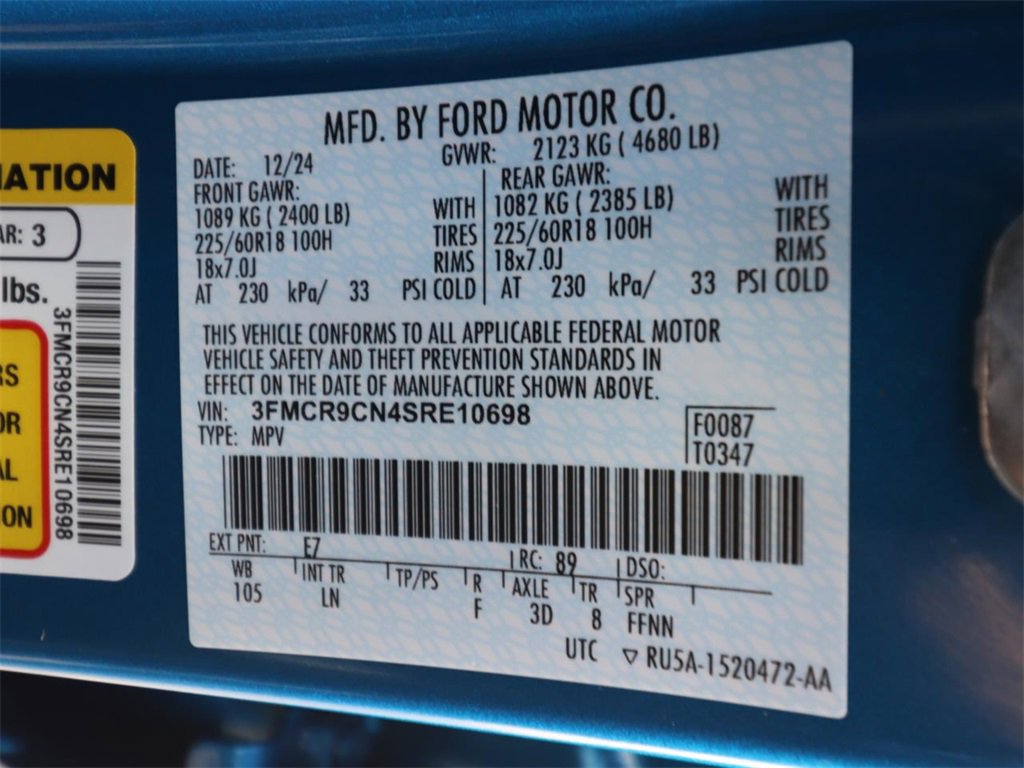 MATION
AR: 3
lbs.
RS
OR
AL
ON
3FMCR9CN4SRE10698
MFD. BY FORD MOTOR CO.
DATE: 12/24 GVWR: 2123 KG ( 4680 LB)
FRONT GAWR: REAR GAWR:
1089 KG ( 2400 LB) WITH 1082 KG ( 2385 LB) WITH
225/60R18 100H TIRES 225/60R18 100H TIRES
18x7.0J RIMS 18x7.0J RIMS
AT 230 kPa/ 33 PSI COLD AT 230 kPa/ 33 PSI COLD
THIS VEHICLE CONFORMS TO ALL APPLICABLE FEDERAL MOTOR
VEHICLE SAFETY AND THEFT PREVENTION STANDARDS IN
EFFECT ON THE DATE OF MANUFACTURE SHOWN ABOVE.
VIN: 3FMCR9CN4SRE10698 F0087
TYPE: MPV T0347
EXT PNT: E7 RC: 89 DSO:
WB INT TR TP/PS R AXLE TR SPR
105 LN F 3D 8 FFNN
UTC ▽ RU5A-1520472-AA